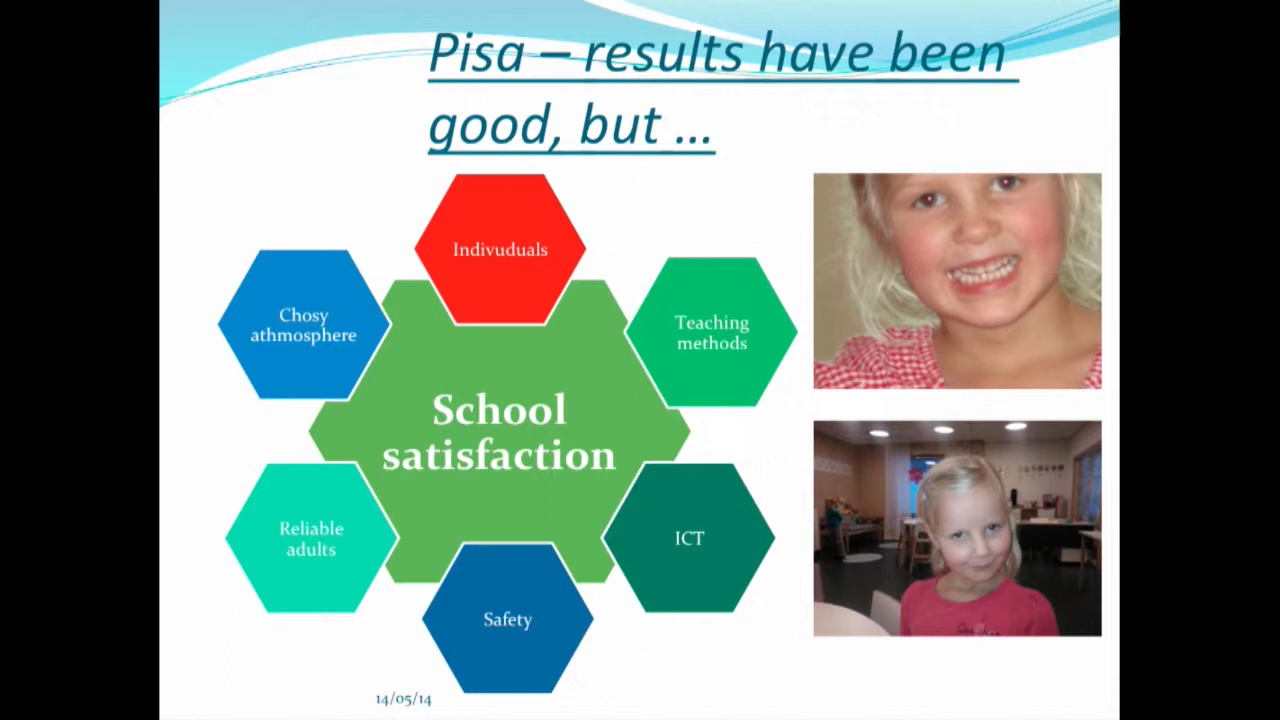 Pisa – results have been
good, but ...
Indivuduals
Chosy
athmosphere
Teaching
methods
School
satisfaction
Reliable
adults
ICT
Safety
14/05/14